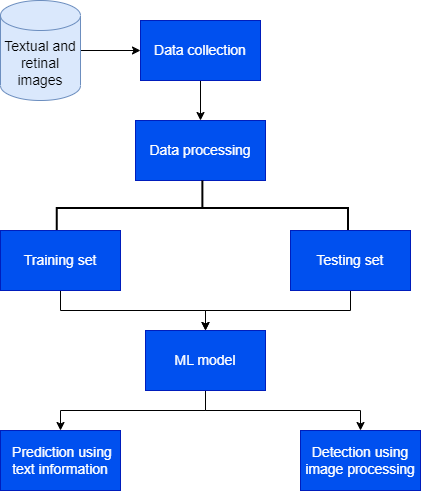 Textual and
retinal
images
Data collection
Data processing
Training set
Testing set
ML model
Prediction using
text information
Detection using
image processing